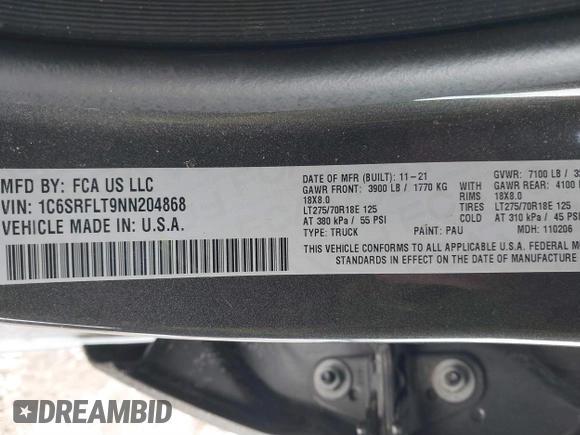 MFD BY: FCA US LLC
VIN: 1C6SRFLT9NN204868
VEHICLE MADE IN: U.S.A.
DATE OF MFR (BUILT): 11-21
GVWR: 7100 LB /
GAWR FRONT: 3900 LB / 1770 KG
WITH
GAWR REAR: 4100
18X8.0
RIMS
18X8.0
LT275/70R18E 125
TIRES
LT275/70R18E 125
AT 380 kPa / 55 PSI
AT 310 kPa / 45
TYPE: TRUCK
PAINT: PAU
MDH: 110206
THIS VEHICLE CONFORMS TO ALL APPLICABLE U.S.A. FEDERAL
STANDARDS IN EFFECT ON THE DATE OF MANUFACTURE
DREAMBID